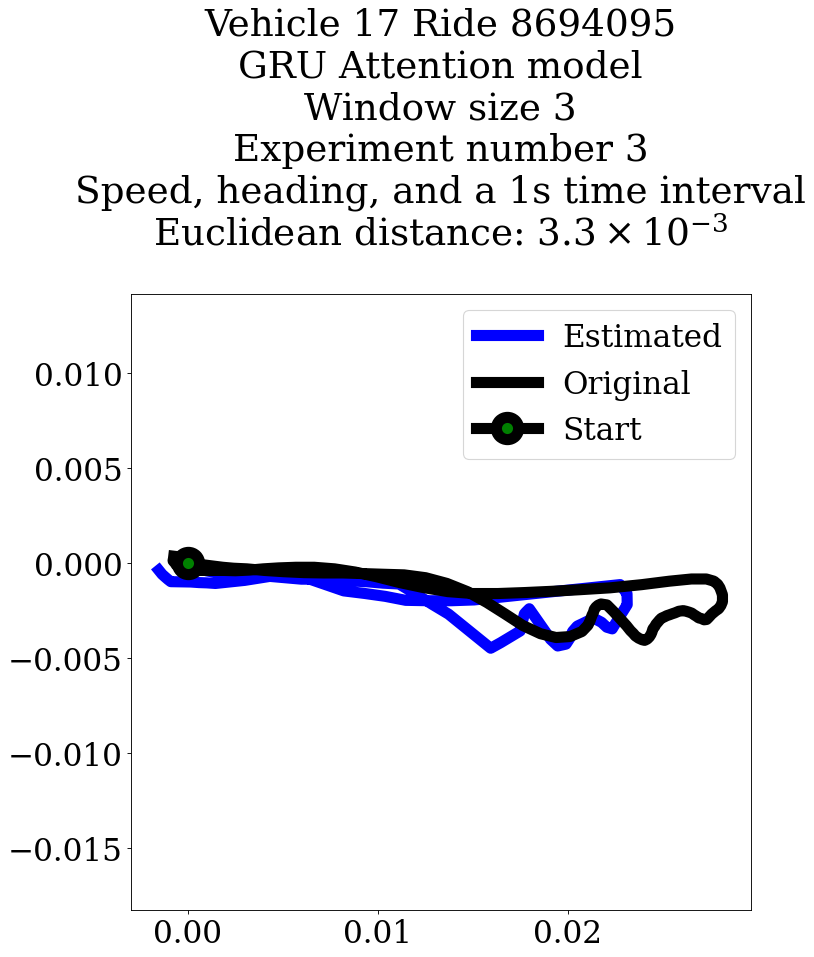 Vehicle 17 Ride 8694095
GRU Attention model
Window size 3
Experiment number 3
Speed, heading, and a 1s time interval
Euclidean distance: 3.3 × 10⁻³
Estimated
Original
Start
0.010
0.005
0.000
−0.005
−0.010
−0.015
0.00 0.01 0.02